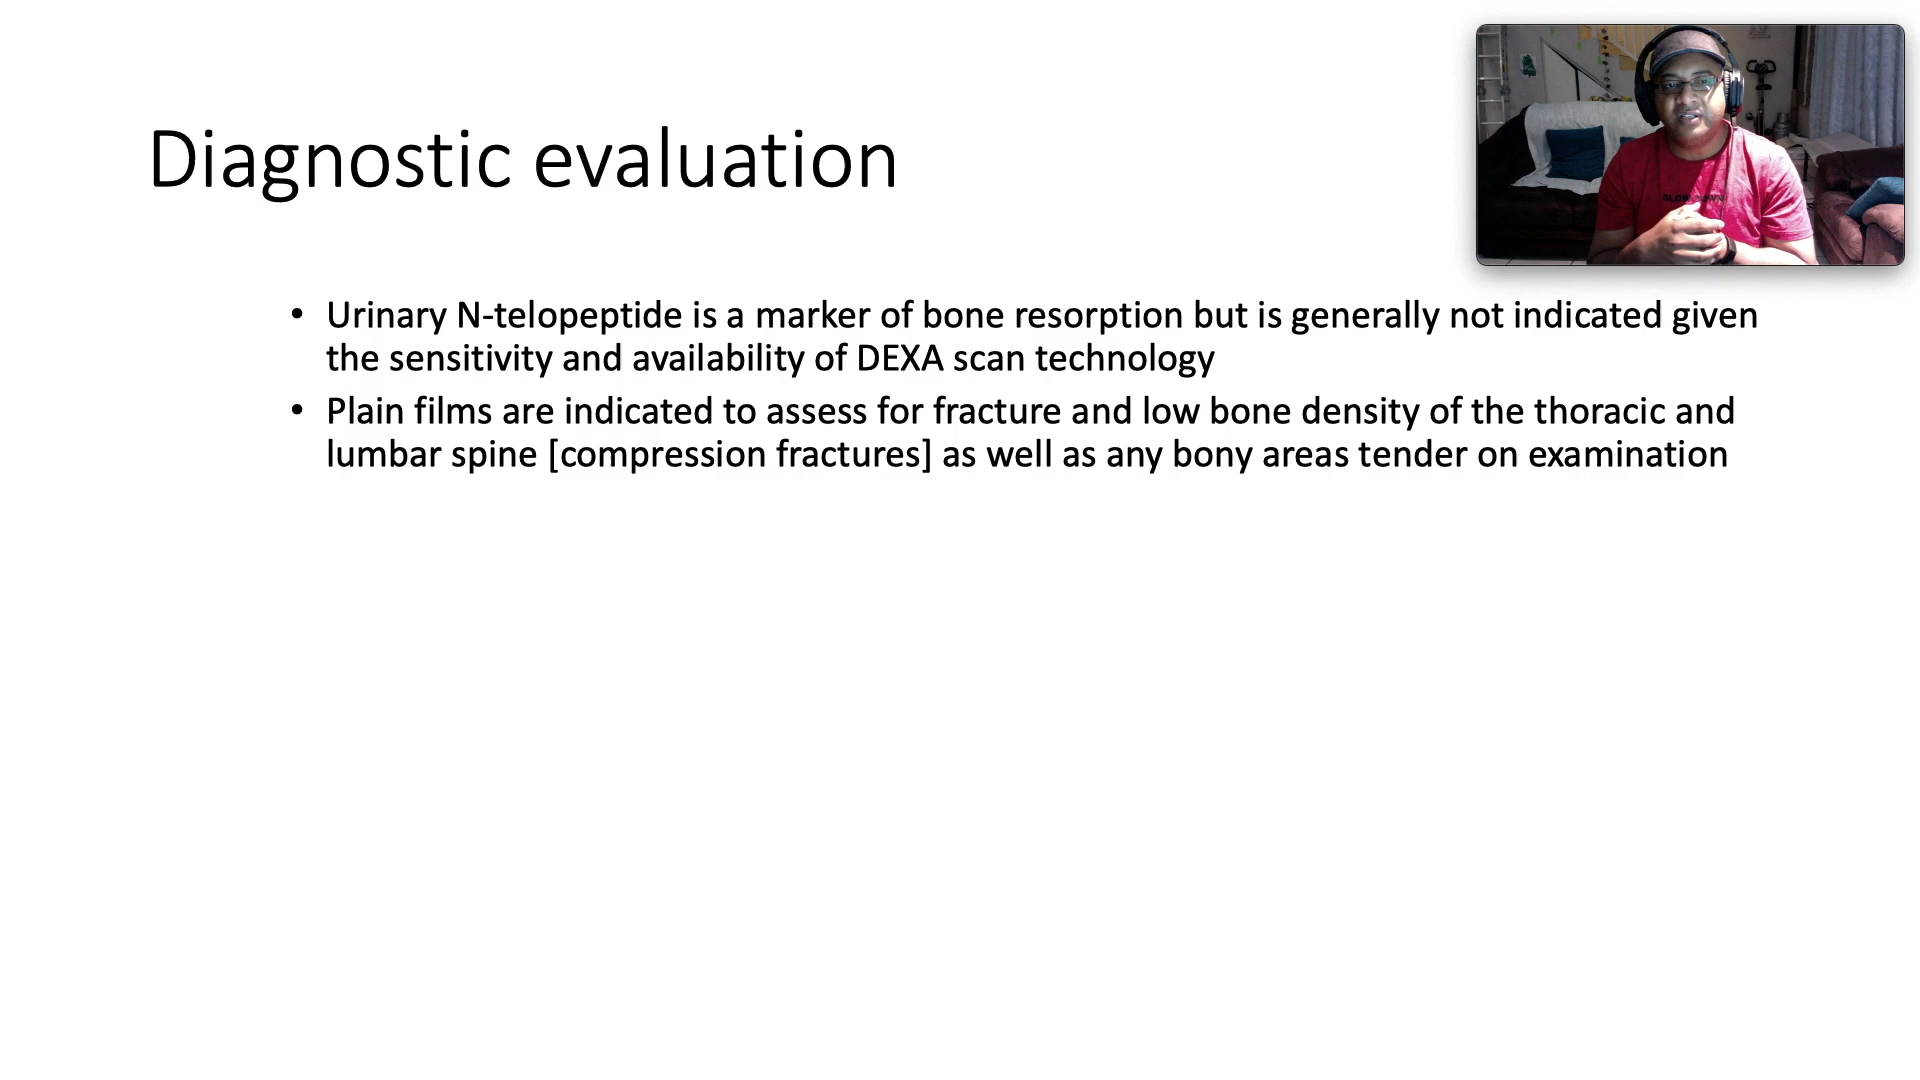 Diagnostic evaluation
• Urinary N-telopeptide is a marker of bone resorption but is generally not indicated given
the sensitivity and availability of DEXA scan technology
• Plain films are indicated to assess for fracture and low bone density of the thoracic and
lumbar spine [compression fractures] as well as any bony areas tender on examination